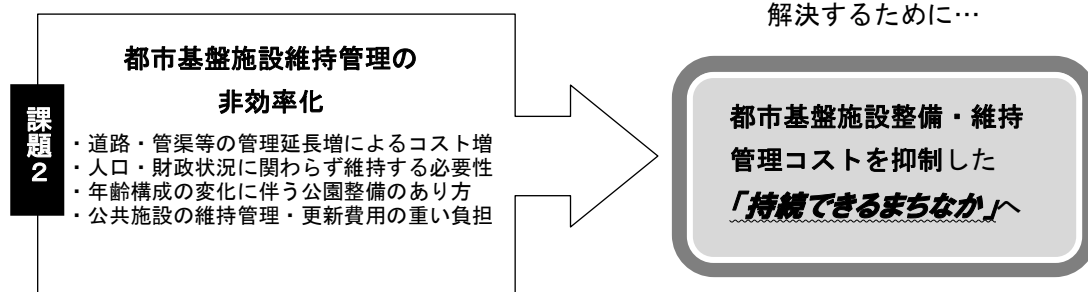 課題2
都市基盤施設維持管理の
非効率化
・道路・管渠等の管理延長増によるコスト増
・人口・財政状況に関わらず維持する必要性
・年齢構成の変化に伴う公園整備のあり方
・公共施設の維持管理・更新費用の重い負担
解決するために…
都市基盤施設整備・維持
管理コストを抑制した
「持続できるまちなか」へ